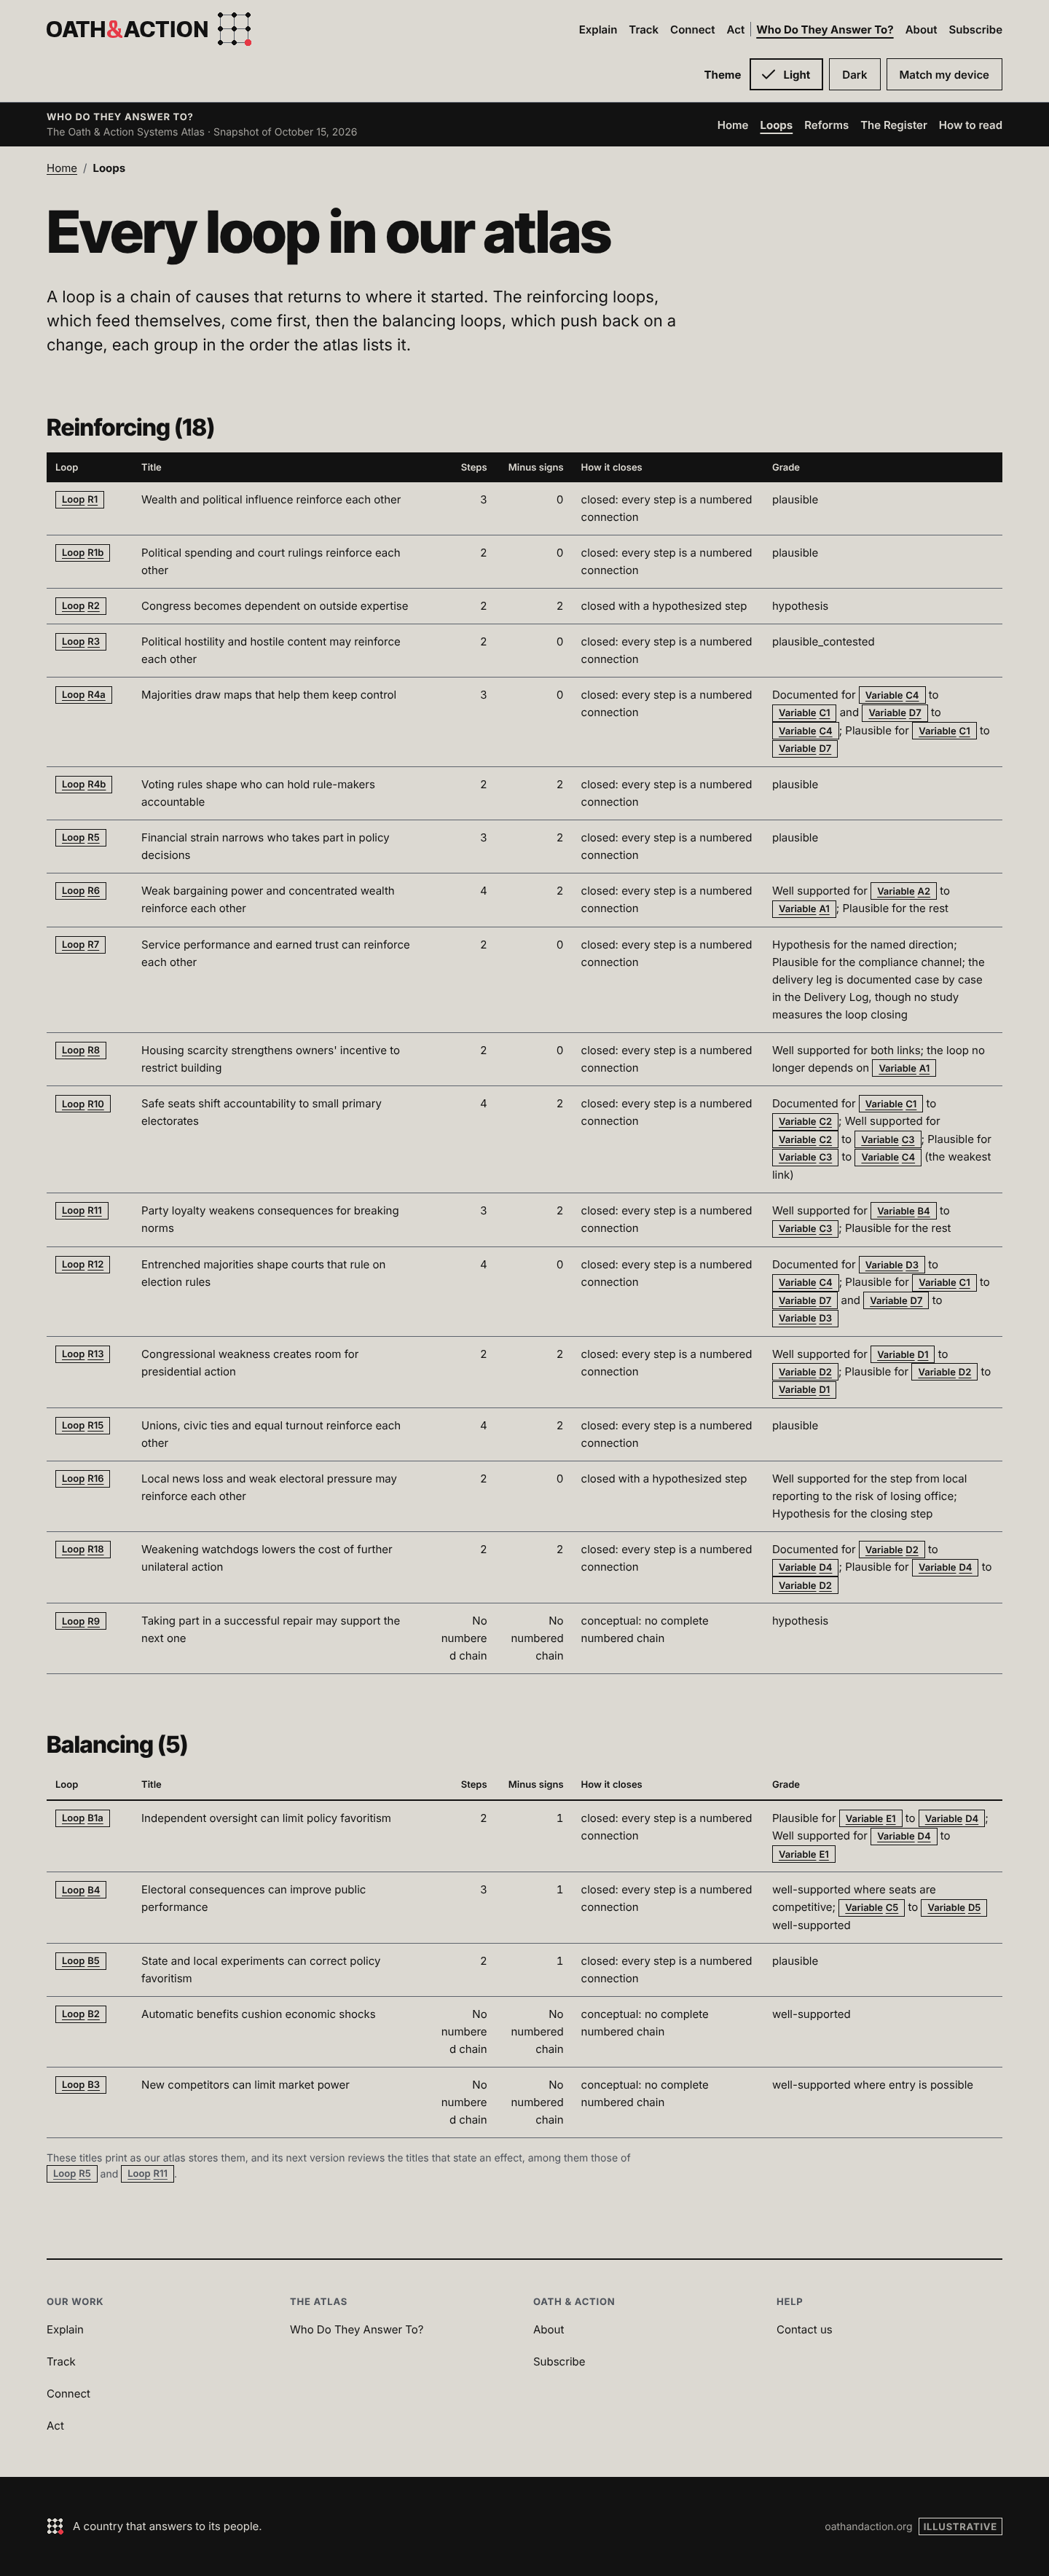 OATH&ACTION
Explain Track Connect Act Who Do They Answer To? About Subscribe
Theme Light Dark Match my device
WHO DO THEY ANSWER TO?
The Oath & Action Systems Atlas · Snapshot of October 15, 2026
Home Loops Reforms The Register How to read
Home / Loops
Every loop in our atlas
A loop is a chain of causes that returns to where it started. The reinforcing loops,
which feed themselves, come first, then the balancing loops, which push back on a
change, each group in the order the atlas lists it.
Reinforcing (18)
Loop Title Steps Minus signs How it closes Grade
Loop R1 Wealth and political influence reinforce each other 3 0 closed: every step is a numbered plausible
connection
Loop R1b Political spending and court rulings reinforce each 2 0 closed: every step is a numbered plausible
other connection
Loop R2 Congress becomes dependent on outside expertise 2 2 closed with a hypothesized step hypothesis
Loop R3 Political hostility and hostile content may reinforce 2 0 closed: every step is a numbered plausible_contested
each other connection
Loop R4a Majorities draw maps that help them keep control 3 0 closed: every step is a numbered Documented for Variable C4 to
connection Variable C1 and Variable D7 to
Variable C4; Plausible for Variable C1 to
Variable D7
Loop R4b Voting rules shape who can hold rule-makers 2 2 closed: every step is a numbered plausible
accountable connection
Loop R5 Financial strain narrows who takes part in policy 3 2 closed: every step is a numbered plausible
decisions connection
Loop R6 Weak bargaining power and concentrated wealth 4 2 closed: every step is a numbered Well supported for Variable A2 to
reinforce each other connection Variable A1; Plausible for the rest
Loop R7 Service performance and earned trust can reinforce 2 0 closed: every step is a numbered Hypothesis for the named direction;
each other connection Plausible for the compliance channel; the
delivery leg is documented case by case
in the Delivery Log, though no study
measures the loop closing
Loop R8 Housing scarcity strengthens owners' incentive to 2 0 closed: every step is a numbered Well supported for both links; the loop no
restrict building connection longer depends on Variable A1
Loop R10 Safe seats shift accountability to small primary 4 2 closed: every step is a numbered Documented for Variable C1 to
electorates connection Variable C2; Well supported for
Variable C2 to Variable C3; Plausible for
Variable C3 to Variable C4 (the weakest
link)
Loop R11 Party loyalty weakens consequences for breaking 3 2 closed: every step is a numbered Well supported for Variable B4 to
norms connection Variable C3; Plausible for the rest
Loop R12 Entrenched majorities shape courts that rule on 4 0 closed: every step is a numbered Documented for Variable D3 to
election rules connection Variable C4; Plausible for Variable C1 to
Variable D7 and Variable D7 to
Variable D3
Loop R13 Congressional weakness creates room for 2 2 closed: every step is a numbered Well supported for Variable D1 to
presidential action connection Variable D2; Plausible for Variable D2 to
Variable D1
Loop R15 Unions, civic ties and equal turnout reinforce each 4 2 closed: every step is a numbered plausible
other connection
Loop R16 Local news loss and weak electoral pressure may 2 0 closed with a hypothesized step Well supported for the step from local
reinforce each other reporting to the risk of losing office;
Hypothesis for the closing step
Loop R18 Weakening watchdogs lowers the cost of further 2 2 closed: every step is a numbered Documented for Variable D2 to
unilateral action connection Variable D4; Plausible for Variable D4 to
Variable D2
Loop R9 Taking part in a successful repair may support the No No conceptual: no complete hypothesis
next one numbere numbered numbered chain
d chain chain
Balancing (5)
Loop Title Steps Minus signs How it closes Grade
Loop B1a Independent oversight can limit policy favoritism 2 1 closed: every step is a numbered Plausible for Variable E1 to Variable D4;
connection Well supported for Variable D4 to
Variable E1
Loop B4 Electoral consequences can improve public 3 1 closed: every step is a numbered well-supported where seats are
performance connection competitive; Variable C5 to Variable D5
well-supported
Loop B5 State and local experiments can correct policy 2 1 closed: every step is a numbered plausible
favoritism connection
Loop B2 Automatic benefits cushion economic shocks No No conceptual: no complete well-supported
numbere numbered numbered chain
d chain chain
Loop B3 New competitors can limit market power No No conceptual: no complete well-supported where entry is possible
numbere numbered numbered chain
d chain chain
These titles print as our atlas stores them, and its next version reviews the titles that state an effect, among them those of
Loop R5 and Loop R11.
OUR WORK THE ATLAS OATH & ACTION HELP
Explain Who Do They Answer To? About Contact us
Track Subscribe
Connect
Act
A country that answers to its people. oathandaction.org ILLUSTRATIVE